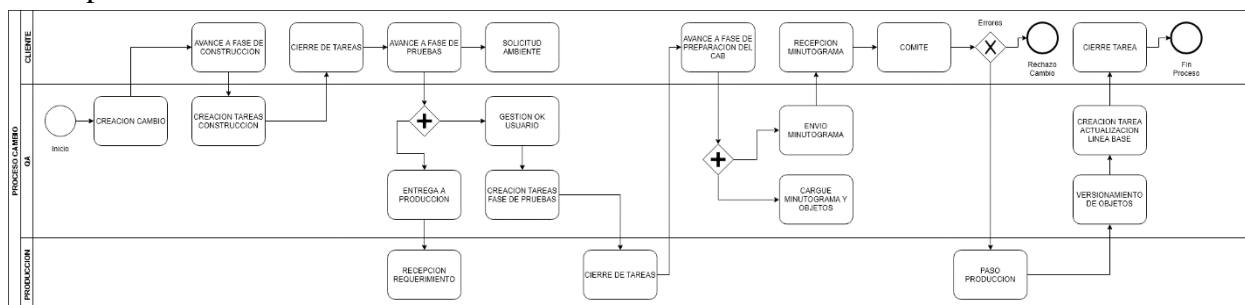 PROCESO CAMBIO
CLIENTE
AVANCE A FASE DE
CONSTRUCCION
CIERRE DE TAREAS
AVANCE A FASE DE
PRUEBAS
SOLICITUD
AMBIENTE
AVANCE A FASE DE
PREPARACION DEL
CAB
RECEPCION
MINUTOGRAMA
COMITE
Errores
Rechazo
Cambio
CIERRE TAREA
Fin
Proceso
QA
Inicio
CREACION CAMBIO
CREACION TAREAS
CONSTRUCCION
GESTION OK
USUARIO
ENTREGA A
PRODUCCION
CREACION TAREAS
FASE DE PRUEBAS
ENVIO
MINUTOGRAMA
CARGUE
MINUTOGRAMA Y
OBJETOS
CREACION TAREA
ACTUALIZACION
LINEA BASE
VERSIONAMIENTO
DE OBJETOS
PRODUCCION
RECEPCION
REQUERIMIENTO
CIERRE DE TAREAS
PASO
PRODUCCION